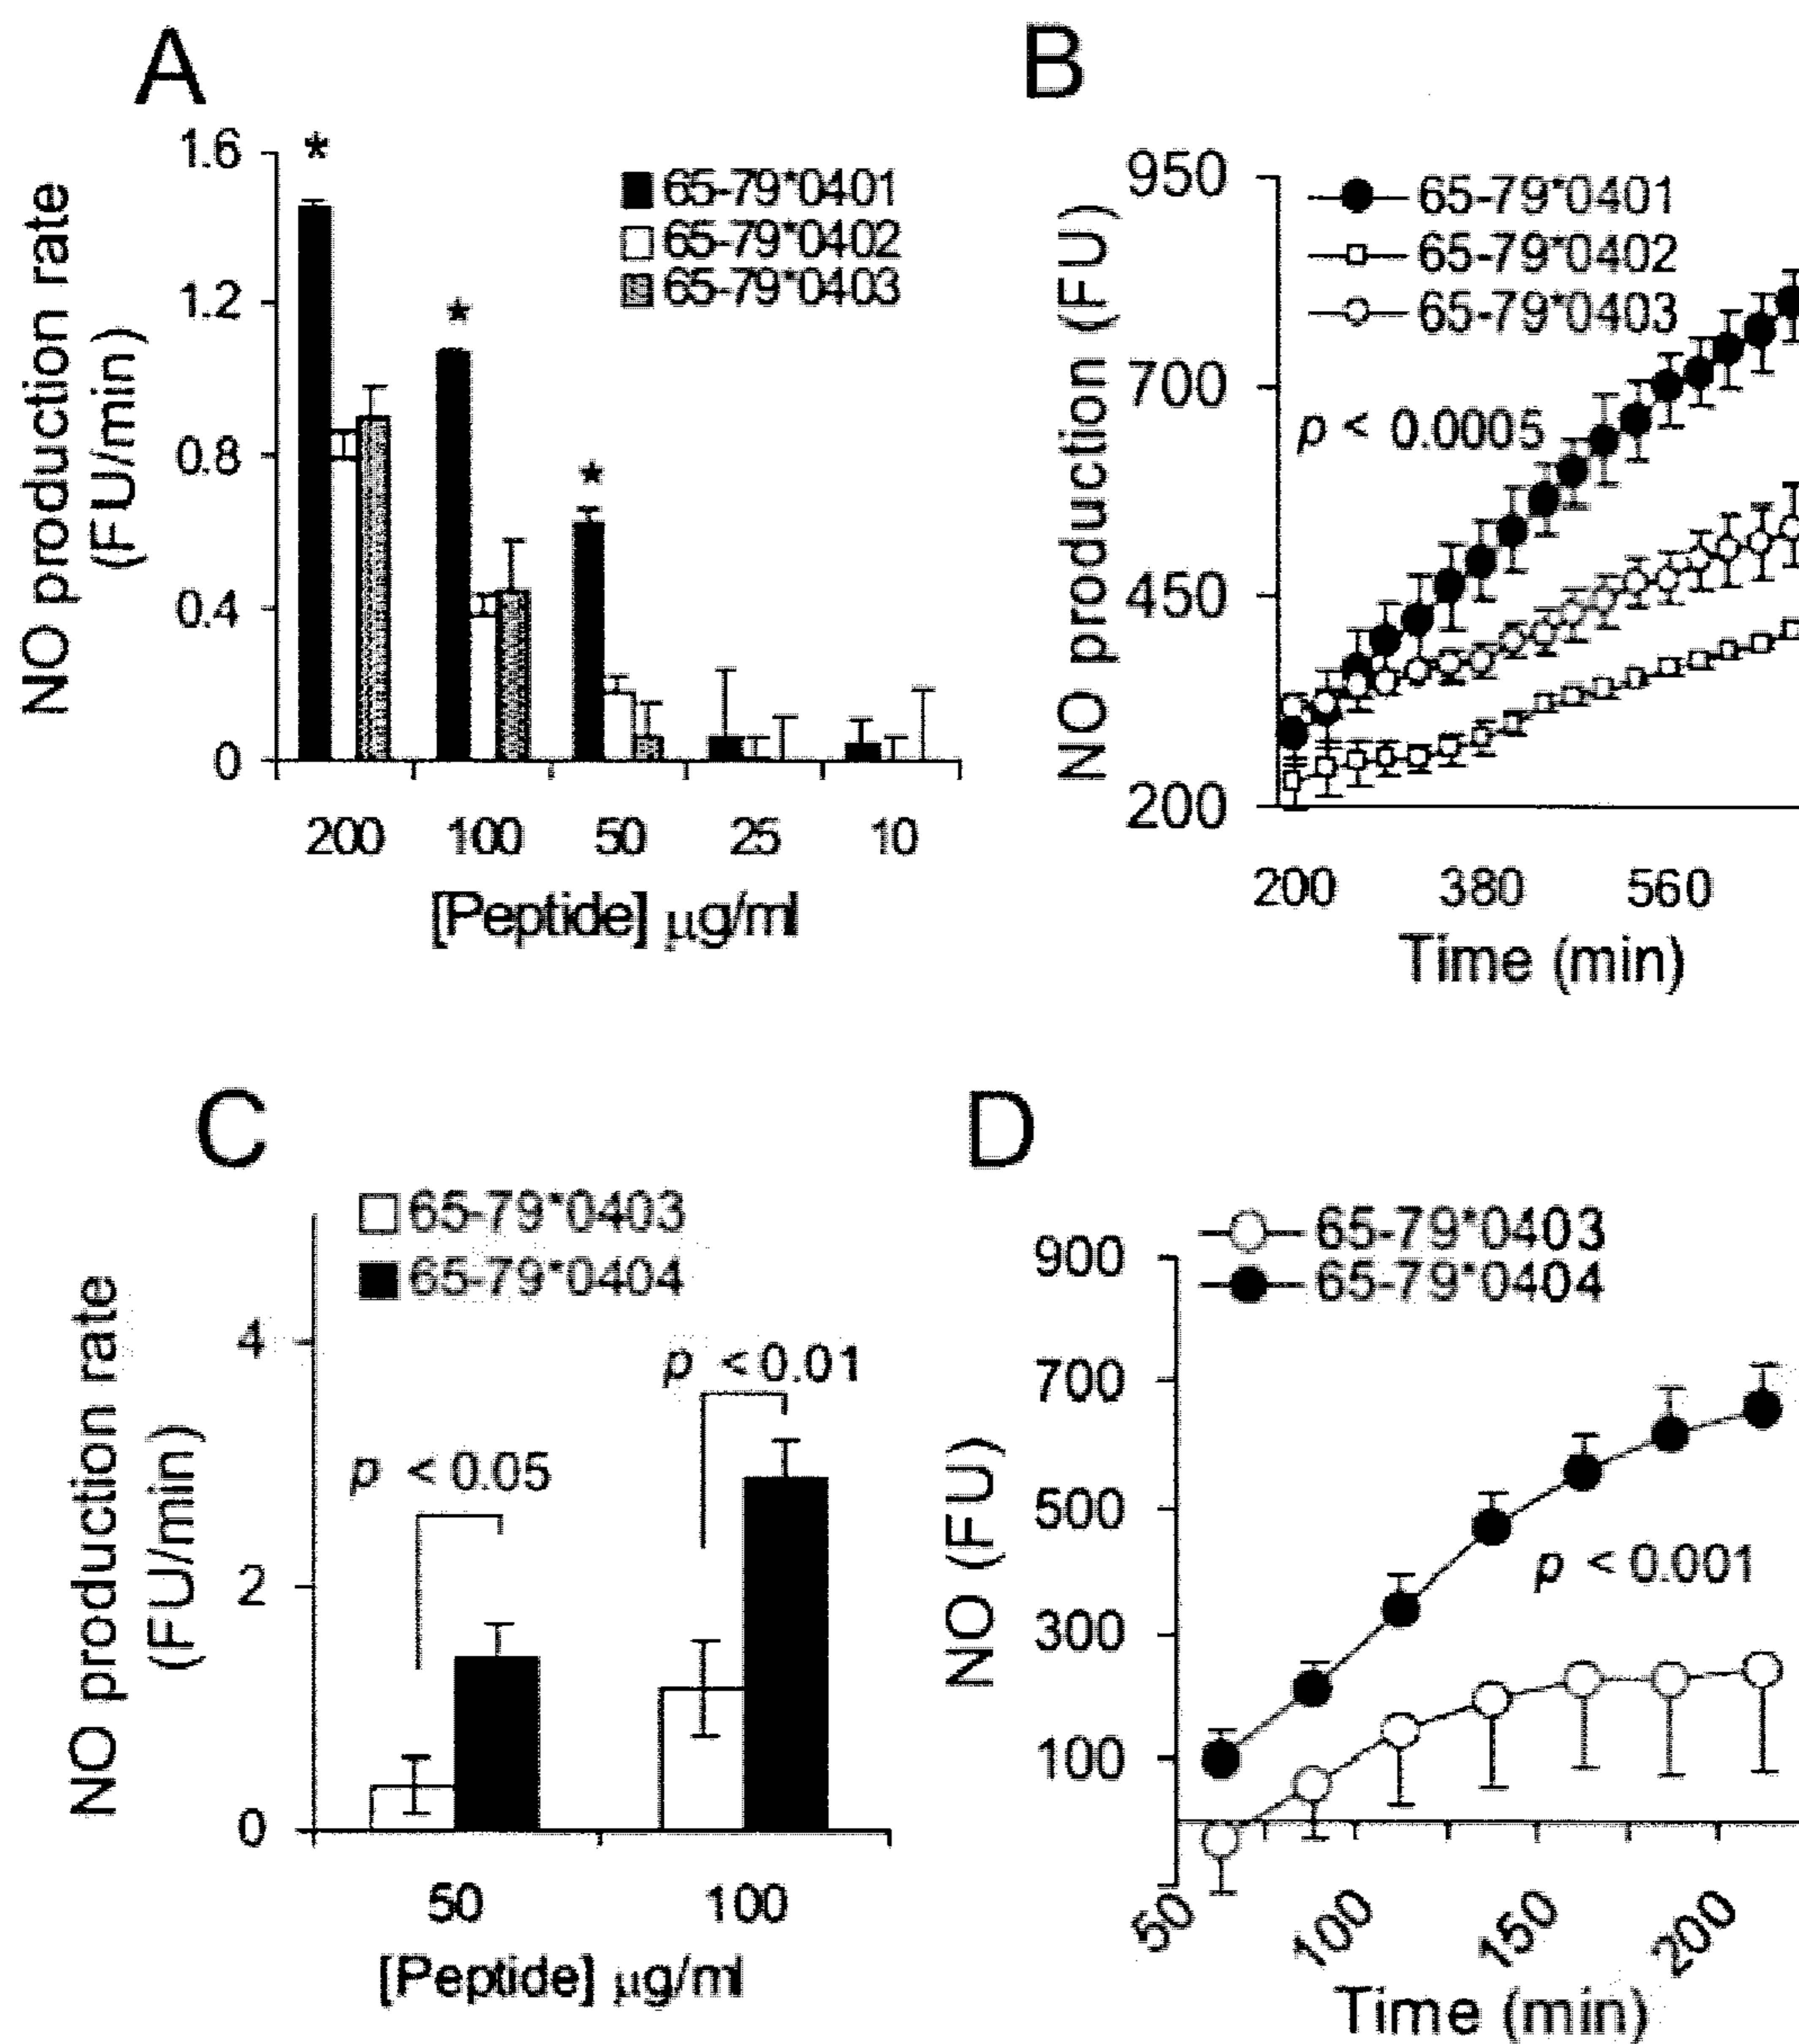 A
NO production rate
(FU/min)
1.6
1.2
0.8
0.4
0
*
*
*
65-79*0401
65-79*0402
65-79*0403
200 100 50 25 10
[Peptide] µg/ml
B
NO production (FU)
950
700
450
200
65-79*0401
65-79*0402
65-79*0403
p < 0.0005
200 380 560
Time (min)
C
NO production rate
(FU/min)
4
2
0
65-79*0403
65-79*0404
p < 0.05
p < 0.01
50 100
[Peptide] µg/ml
D
NO (FU)
900
700
500
300
100
65-79*0403
65-79*0404
p < 0.001
50 100 150 200
Time (min)